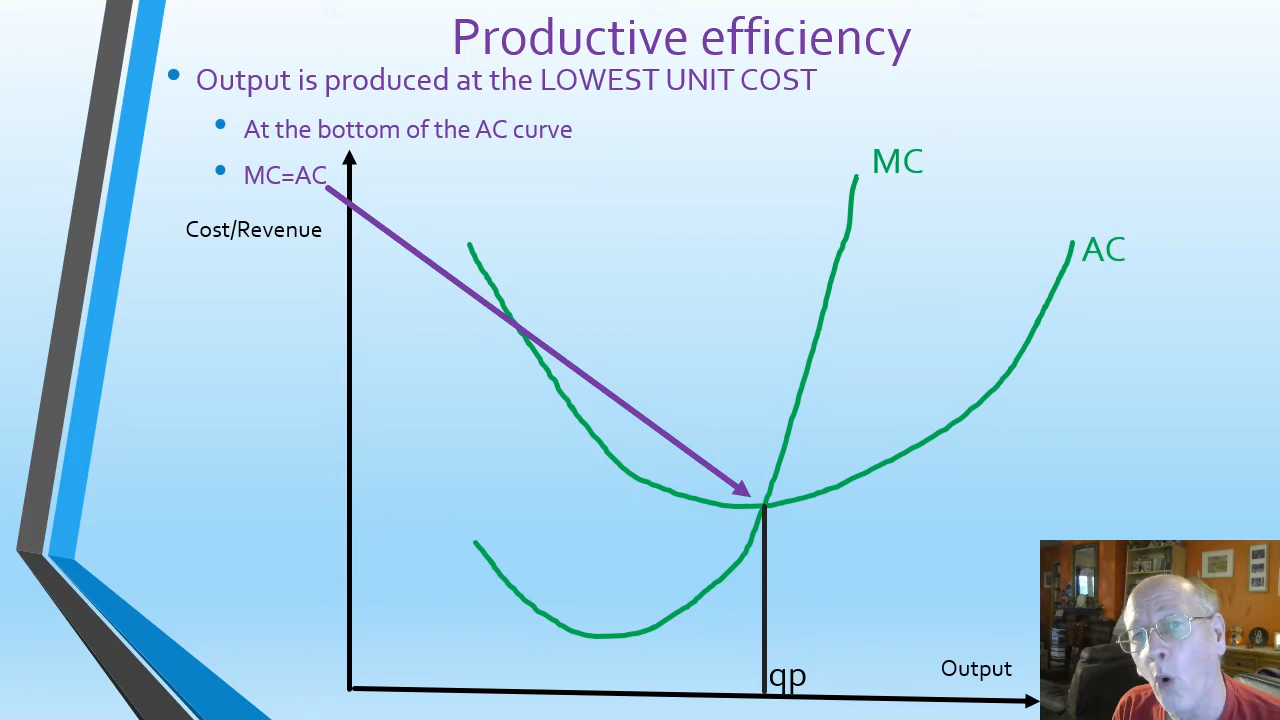 Productive efficiency
Output is produced at the LOWEST UNIT COST
At the bottom of the AC curve
MC=AC
MC
Cost/Revenue
AC
Output
qp